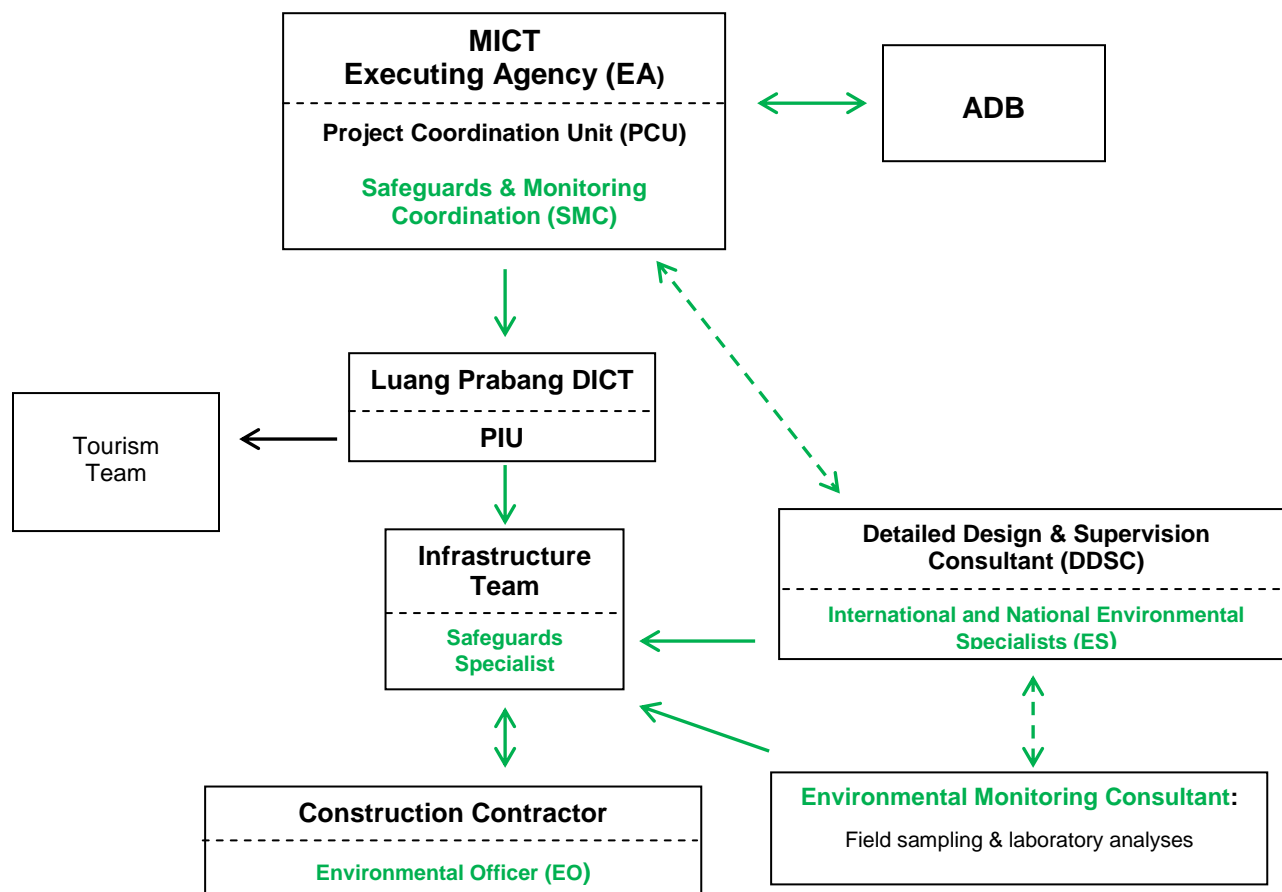 MICT
Executing Agency (EA)
Project Coordination Unit (PCU)
Safeguards & Monitoring
Coordination (SMC)
ADB
Luang Prabang DICT
PIU
Tourism
Team
Infrastructure
Team
Safeguards
Specialist
Detailed Design & Supervision
Consultant (DDSC)
International and National Environmental
Specialists (ES)
Construction Contractor
Environmental Officer (EO)
Environmental Monitoring Consultant:
Field sampling & laboratory analyses